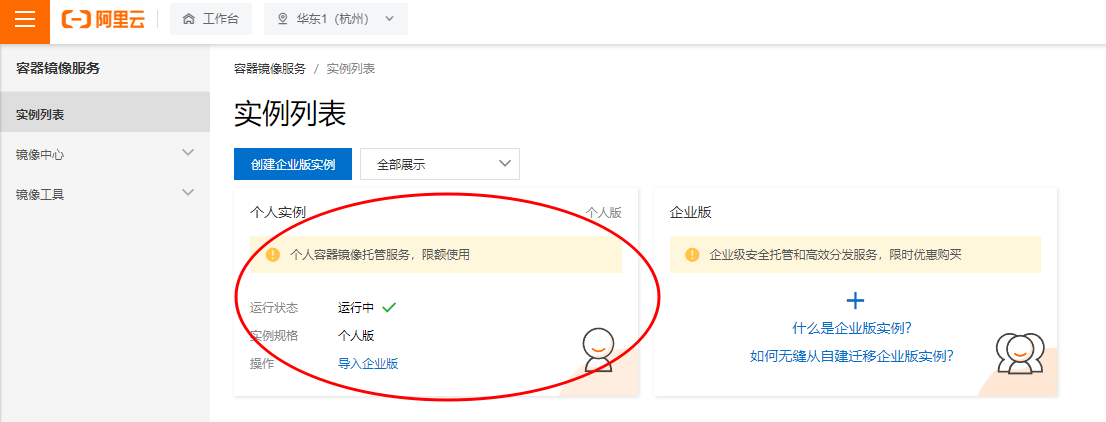 阿里云 工作台 华东1（杭州）
容器镜像服务
实例列表
镜像中心
镜像工具
容器镜像服务 / 实例列表
实例列表
创建企业版实例 全部展示
个人实例 个人版
个人容器镜像托管服务，限额使用
运行状态 运行中
实例规格 个人版
操作 导入企业版
企业版
企业级安全托管和高效分发服务，限时优惠购买
什么是企业版实例？
如何无缝从自建迁移企业版实例？